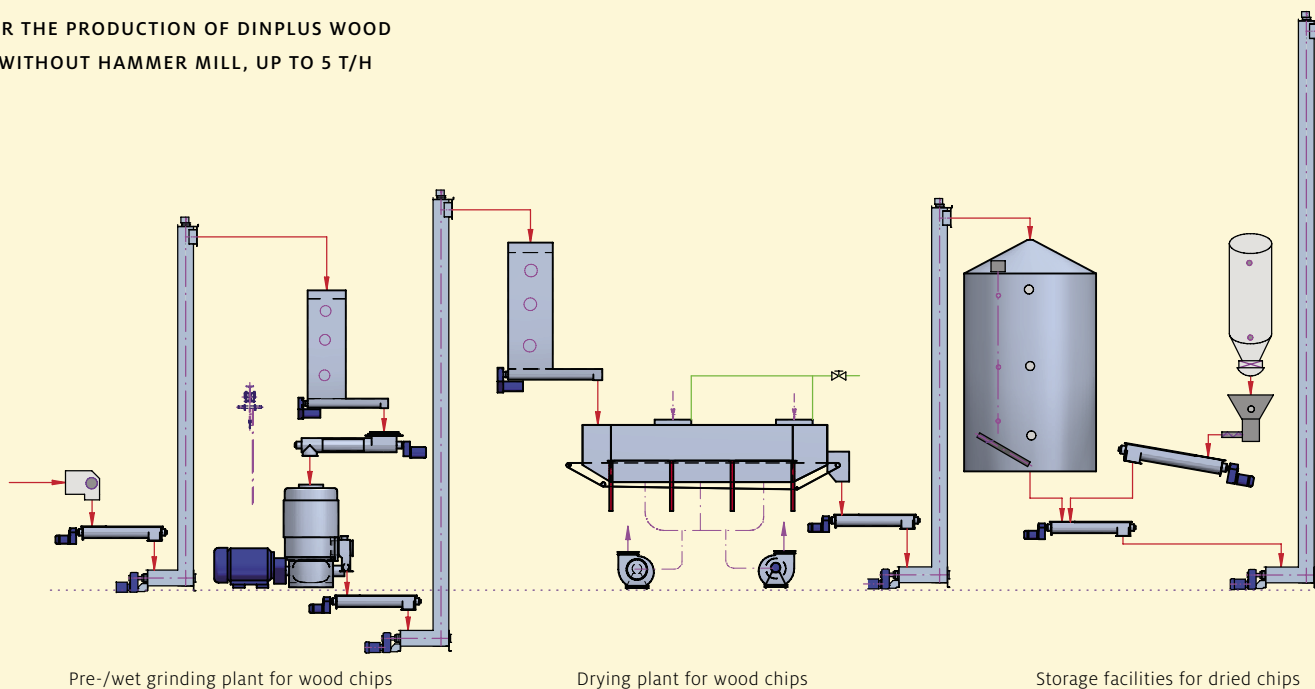 R THE PRODUCTION OF DINPLUS WOOD
WITHOUT HAMMER MILL, UP TO 5 T/H
Pre-/wet grinding plant for wood chips
Drying plant for wood chips
Storage facilities for dried chips